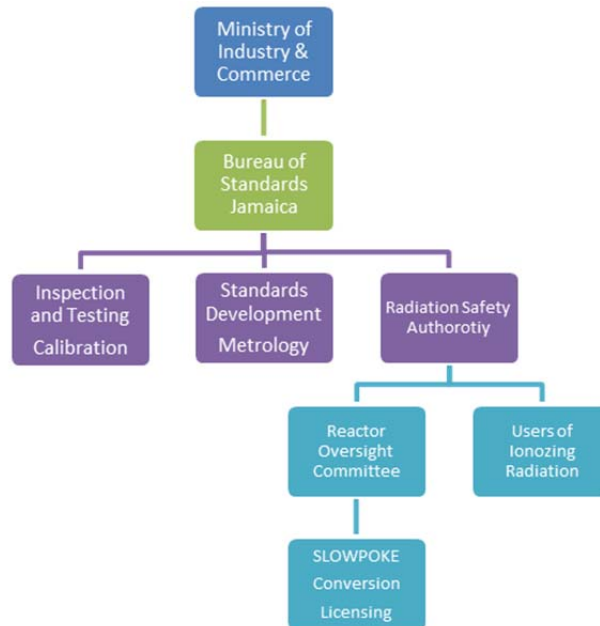 Ministry of
Industry &
Commerce
Bureau of
Standards
Jamaica
Inspection
and Testing
Calibration
Standards
Development
Metrology
Radiation Safety
Authorotiy
Reactor
Oversight
Committee
Users of
Ionozing
Radiation
SLOWPOKE
Conversion
Licensing